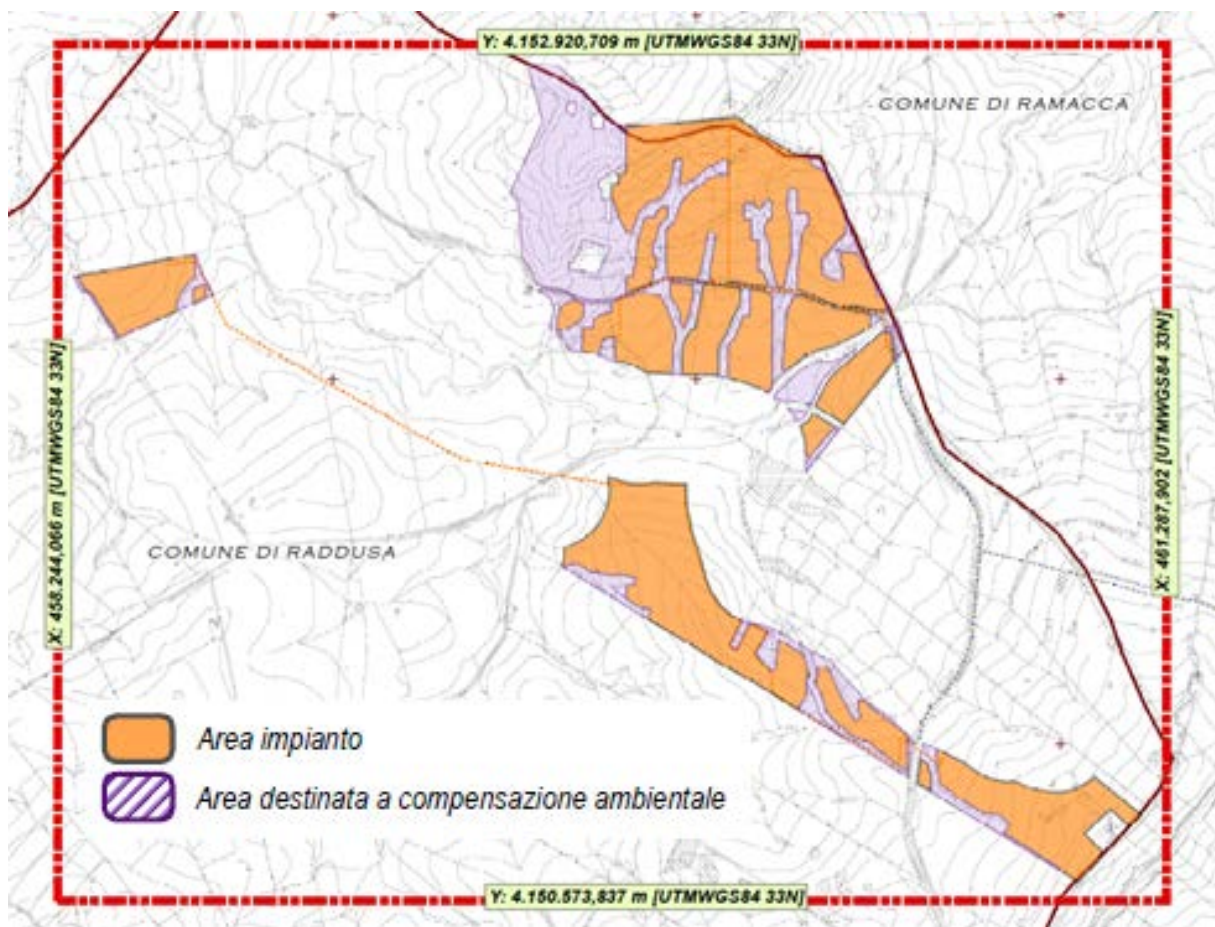 Y: 4.152.920,709 m [UTMWGS84 33N]
COMUNE DI RAMACCA
X: 458.244,066 m [UTMWGS84 33N]
X: 461.287,902 [UTMWGS84 33N]
COMUNE DI RADDUSA
Area impianto
Area destinata a compensazione ambientale
Y: 4.150.573,837 m [UTMWGS84 33N]